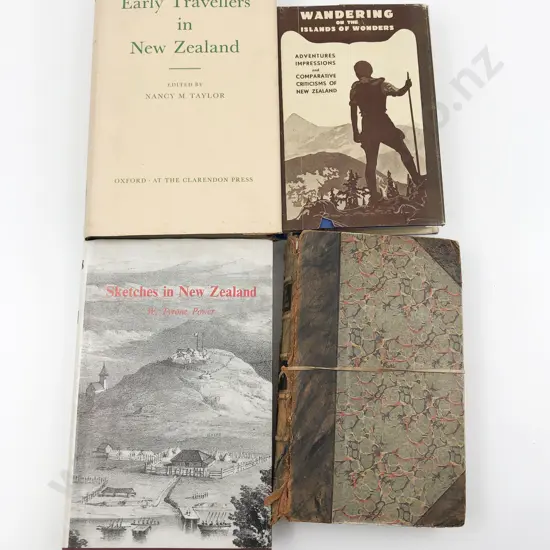 Early Travellers
in
New Zealand
EDITED BY
NANCY M. TAYLOR
OXFORD · AT THE CLARENDON PRESS
WANDERING
ON THE
ISLANDS OF WONDERS
ADVENTURES
IMPRESSIONS
and
COMPARATIVE
CRITICISMS OF
NEW ZEALAND
Sketches in New Zealand
By Tyrone Power